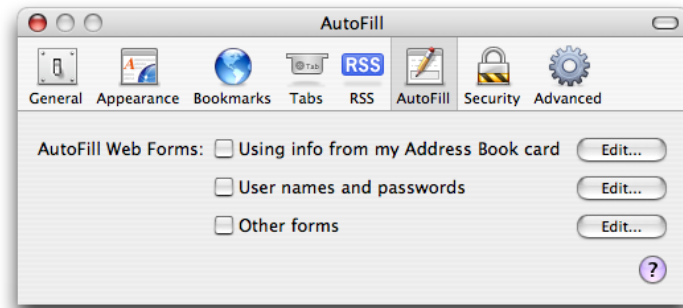 AutoFill
Tab
RSS
General Appearance Bookmarks Tabs RSS AutoFill Security Advanced
AutoFill Web Forms: Using info from my Address Book card Edit...
User names and passwords Edit...
Other forms Edit...
?